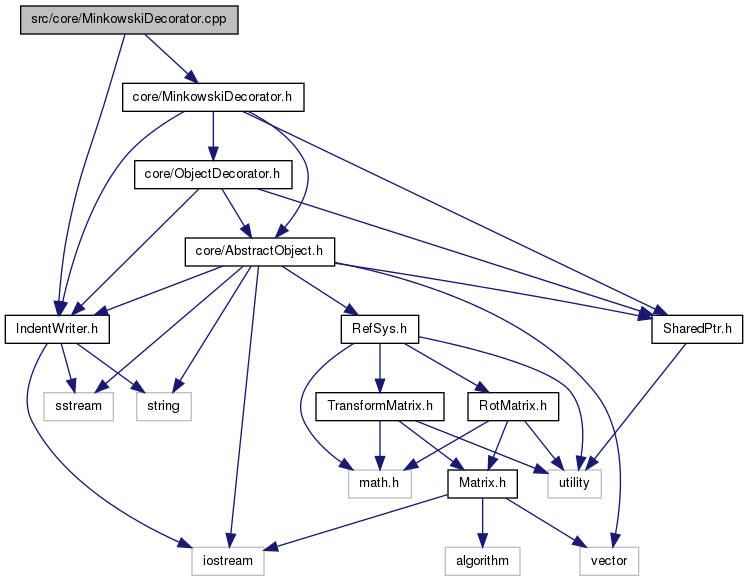 src/core/MinkowskiDecorator.cpp
core/MinkowskiDecorator.h
core/ObjectDecorator.h
core/AbstractObject.h
IndentWriter.h
RefSys.h
SharedPtr.h
sstream
string
TransformMatrix.h
RotMatrix.h
math.h
Matrix.h
utility
iostream
algorithm
vector